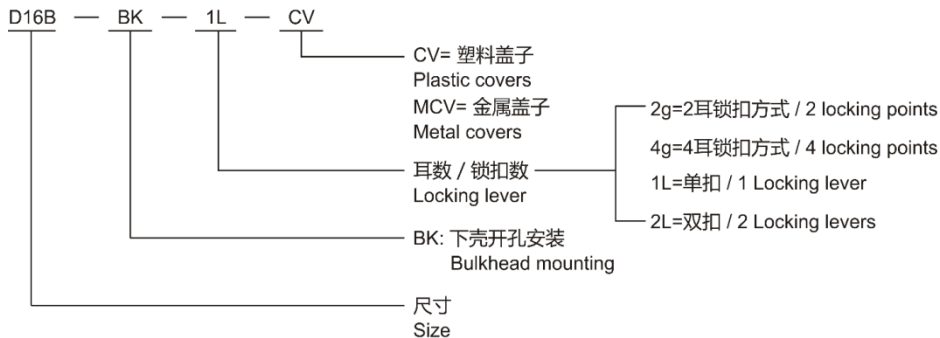 D16B — BK — 1L — CV
CV= 塑料盖子
Plastic covers
MCV= 金属盖子
Metal covers
耳数 / 锁扣数
Locking lever
2g=2耳锁扣方式 / 2 locking points
4g=4耳锁扣方式 / 4 locking points
1L=单扣 / 1 Locking lever
2L=双扣 / 2 Locking levers
BK: 下壳开孔安装
Bulkhead mounting
尺寸
Size